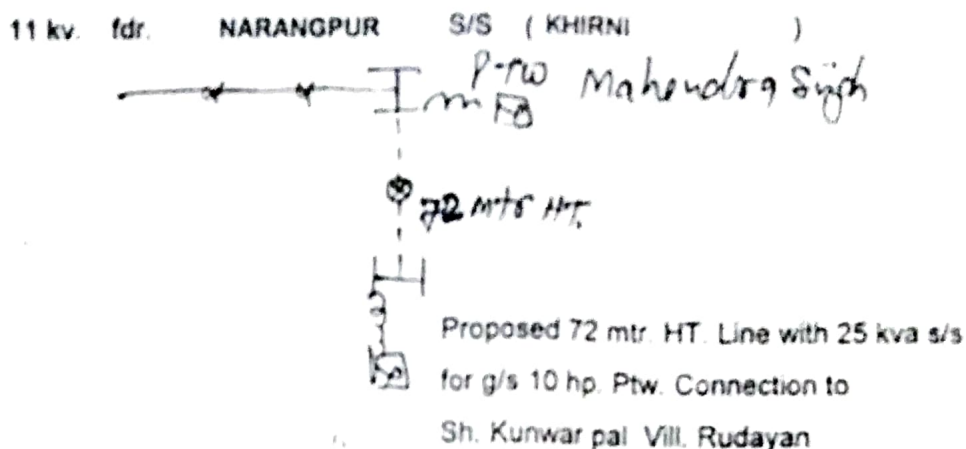 11 kv. fdr. NARANGPUR S/S ( KHIRNI )
P-TW Mahendra Singh
72 mtr HT.
Proposed 72 mtr. HT. Line with 25 kva s/s
for g/s 10 hp. Ptw. Connection to
Sh. Kunwar pal Vill. Rudayan